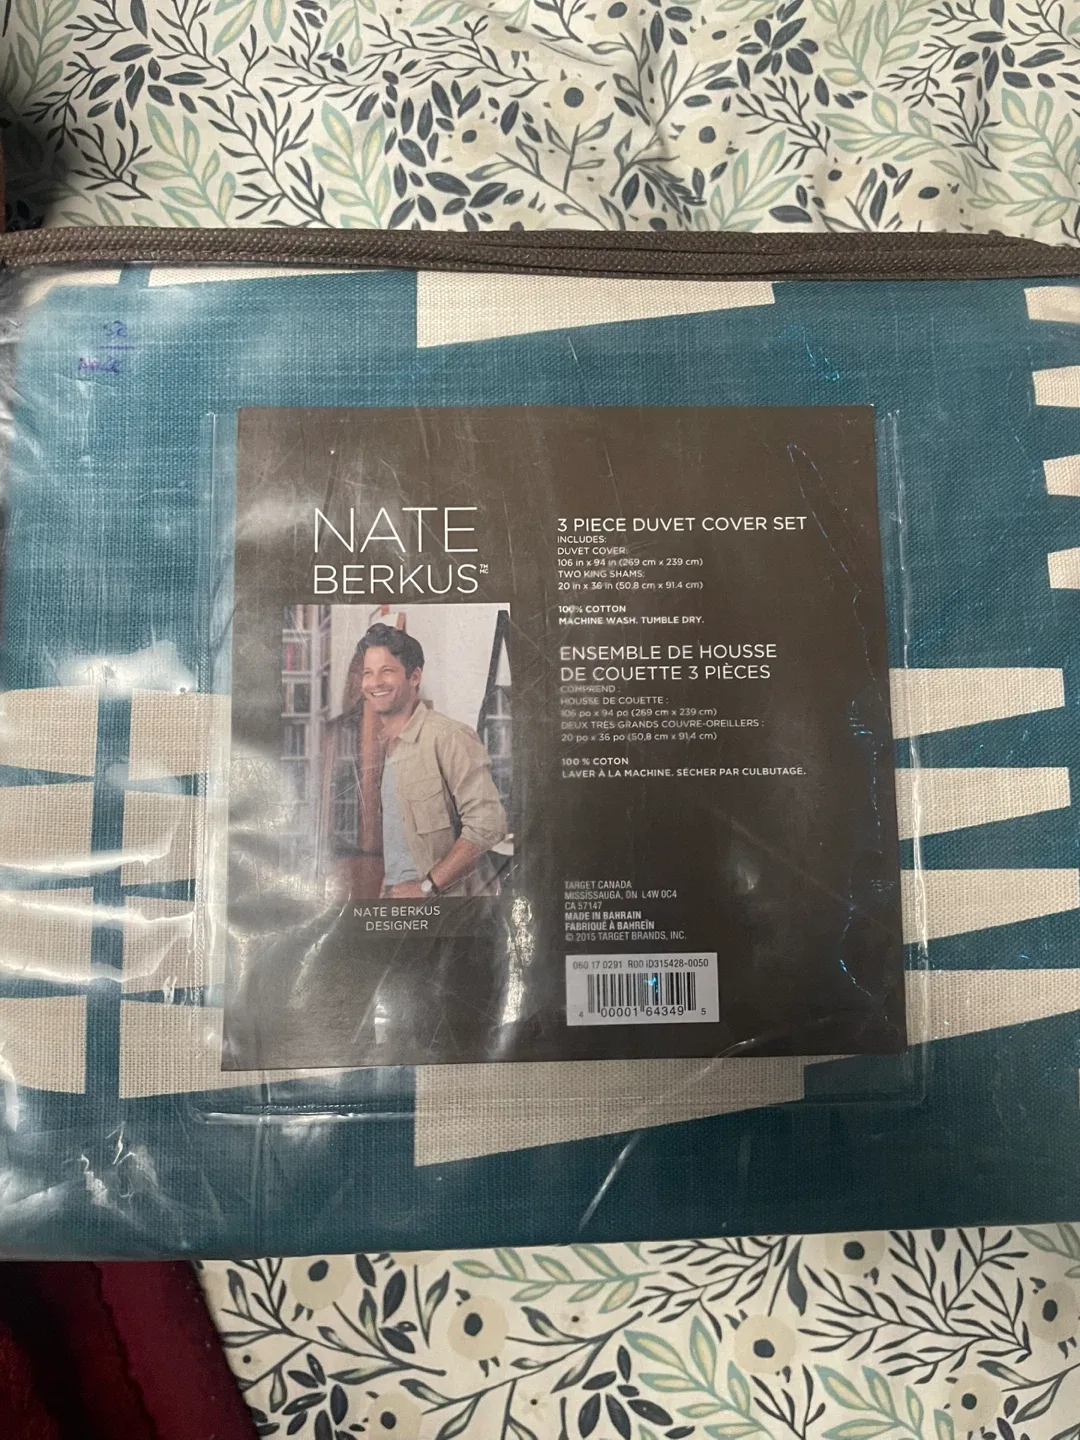 NATE
BERKUS
TM
MC
NATE BERKUS
DESIGNER
3 PIECE DUVET COVER SET
INCLUDES:
DUVET COVER:
106 in x 94 in (269 cm x 239 cm)
TWO KING SHAMS:
20 in x 36 in (50.8 cm x 91.4 cm)
100% COTTON
MACHINE WASH. TUMBLE DRY.
ENSEMBLE DE HOUSSE
DE COUETTE 3 PIÈCES
COMPREND :
HOUSSE DE COUETTE :
106 po x 94 po (269 cm x 239 cm)
DEUX TRÈS GRANDS COUVRE-OREILLERS :
20 po x 36 po (50,8 cm x 91,4 cm)
100 % COTON
LAVER À LA MACHINE. SÉCHER PAR CULBUTAGE.
TARGET CANADA
MISSISSAUGA, ON L4W 0C4
CA 57147
MADE IN BAHRAIN
FABRIQUÉ À BAHREÏN
© 2015 TARGET BRANDS, INC.
060 17 0291 R00 ID315428-0050
4 00001 64349 5